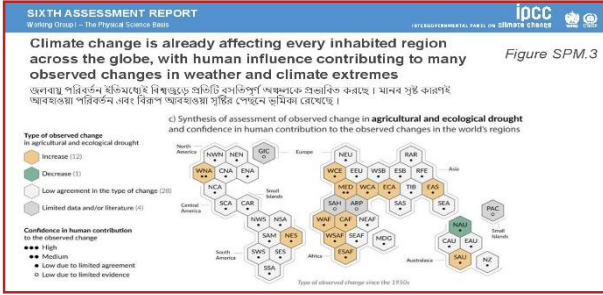 SIXTH ASSESSMENT REPORT
Working Group I – The Physical Science Basis
ipcc
INTERGOVERNMENTAL PANEL ON climate change
Climate change is already affecting every inhabited region
across the globe, with human influence contributing to many
observed changes in weather and climate extremes
Figure SPM.3
জলবায়ু পরিবর্তন ইতিমধ্যেই বিশ্বজুড়ে প্রতিটি বসতিপূর্ণ অঞ্চলকে প্রভাবিত করছে। মানব সৃষ্ট কারণই
আবহাওয়া পরিবর্তন এবং বিরূপ আবহাওয়া সৃষ্টির পেছনে ভূমিকা রেখেছে।
c) Synthesis of assessment of observed change in agricultural and ecological drought
and confidence in human contribution to the observed changes in the world's regions
Type of observed change
in agricultural and ecological drought
Increase (12)
Decrease (1)
Low agreement in the type of change (28)
Limited data and/or literature (4)
Confidence in human contribution
to the observed change
High
Medium
Low due to limited agreement
Low due to limited evidence
North America
NWN NEN GIC
WNA CNA ENA
NCA
Small Islands
Central America
SCA CAR
NWS NSA
SAM NES
South America
SWS SES
SSA
Europe
NEU RAR
WCE EEU WSB ESB RFE
Asia
MED WCA ECA TIB EAS
SAH ARP SAS SEA
WAF CAF NEAF
WSAF SEAF MDG
Africa
ESAF
PAC
Small Islands
NAU
CAU EAU
Australasia
SAU NZ
Type of observed change since the 1950s